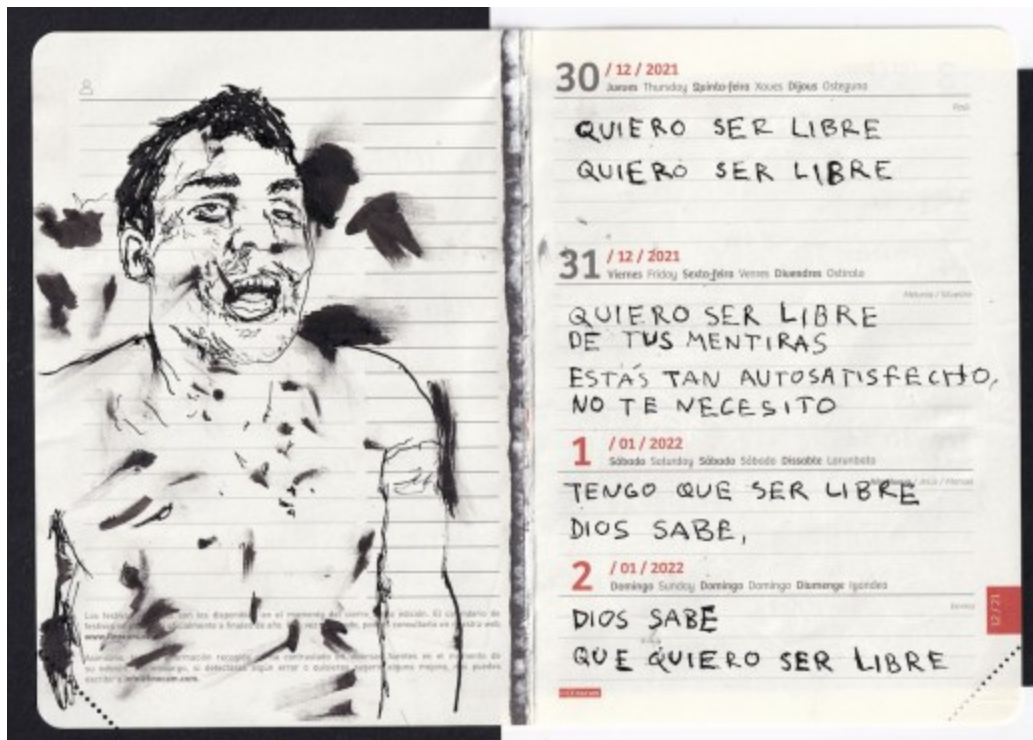 30 / 12 / 2021
Jueves Thursday Quinta-feira Xoves Dijous Osteguna
QUIERO SER LIBRE
QUIERO SER LIBRE
31 / 12 / 2021
Viernes Friday Sexta-feira Venres Divendres Ostirala
QUIERO SER LIBRE
DE TUS MENTIRAS
ESTÁS TAN AUTOSATISFECHO,
NO TE NECESITO
1 / 01 / 2022
Sábado Saturday Sábado Sábado Dissabte Larunbata
TENGO QUE SER LIBRE
DIOS SABE,
2 / 01 / 2022
Domingo Sunday Domingo Domingo Diumenge Igandea
DIOS SABE
QUE QUIERO SER LIBRE
12 / 21